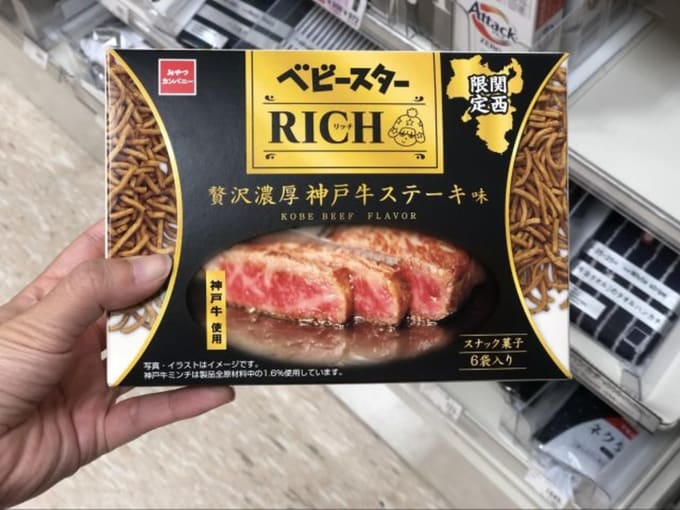 Attack
ZERO
おやつ
カンパニー
ベビースター
RICH
リッチ
関西
限定
贅沢濃厚 神戸牛ステーキ味
KOBE BEEF FLAVOR
神戸牛使用
スナック菓子
6袋入り
写真・イラストはイメージです。
神戸牛ミンチは製品全原材料中の1.6%使用しています。